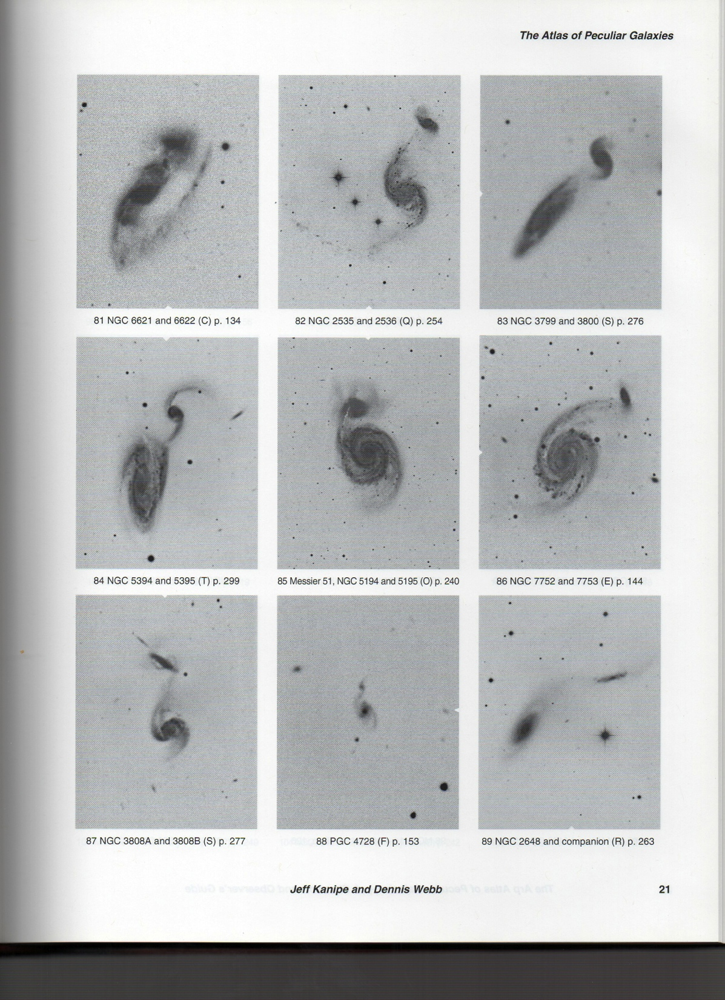 The Atlas of Peculiar Galaxies
81 NGC 6621 and 6622 (C) p. 134
82 NGC 2535 and 2536 (Q) p. 254
83 NGC 3799 and 3800 (S) p. 276
84 NGC 5394 and 5395 (T) p. 299
85 Messier 51, NGC 5194 and 5195 (O) p. 240
86 NGC 7752 and 7753 (E) p. 144
87 NGC 3808A and 3808B (S) p. 277
88 PGC 4728 (F) p. 153
89 NGC 2648 and companion (R) p. 263
Jeff Kanipe and Dennis Webb
21